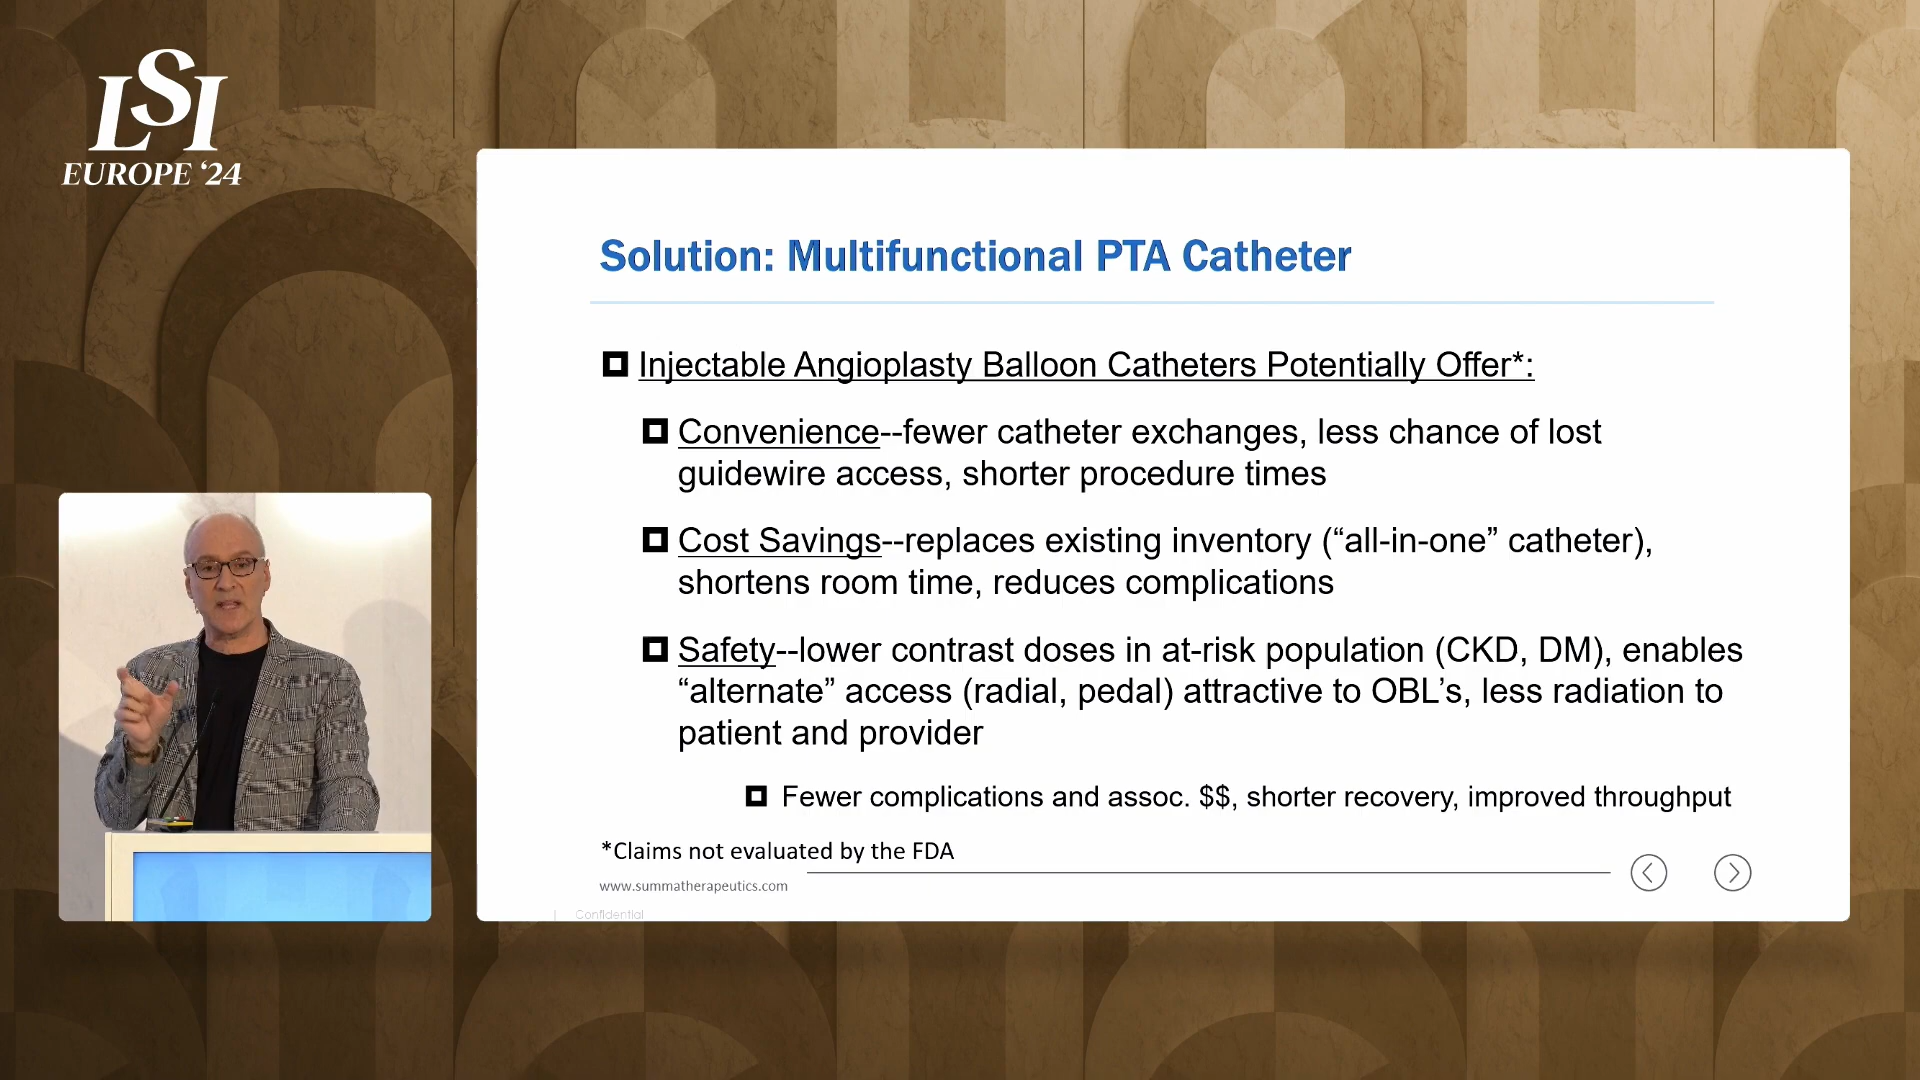 LSI
EUROPE ‘24
Solution: Multifunctional PTA Catheter
Injectable Angioplasty Balloon Catheters Potentially Offer*:
Convenience--fewer catheter exchanges, less chance of lost
guidewire access, shorter procedure times
Cost Savings--replaces existing inventory (“all-in-one” catheter),
shortens room time, reduces complications
Safety--lower contrast doses in at-risk population (CKD, DM), enables
“alternate” access (radial, pedal) attractive to OBL’s, less radiation to
patient and provider
Fewer complications and assoc. $$, shorter recovery, improved throughput
*Claims not evaluated by the FDA
www.summatherapeutics.com
| Confidential